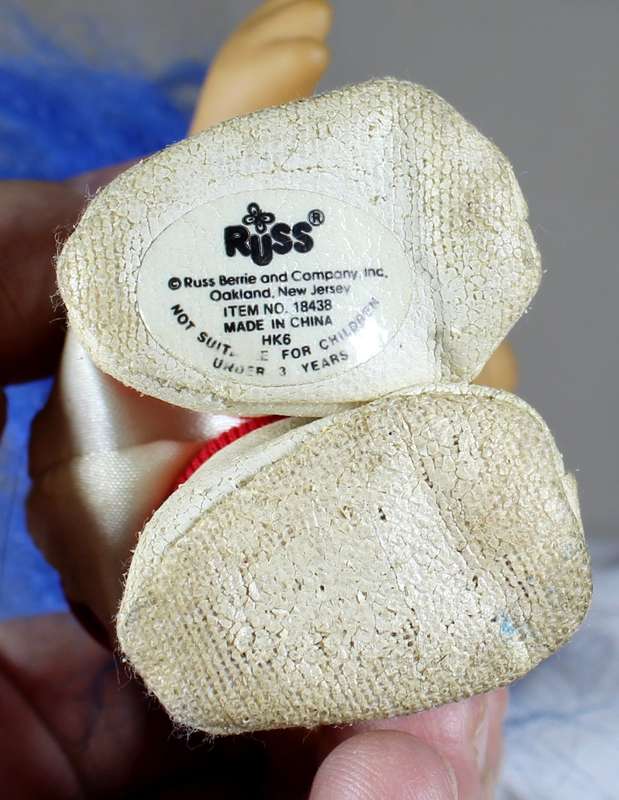 RUSS®
© Russ Berrie and Company, Inc.
Oakland, New Jersey
ITEM NO. 18438
MADE IN CHINA
HK6
NOT FOR CHILDREN
UNDER 3 YEARS